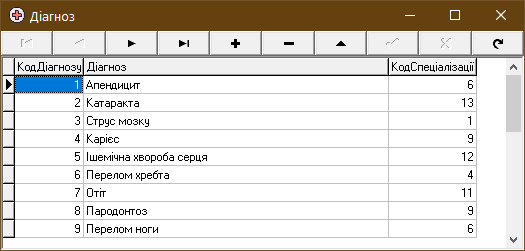 Діагноз
КодДіагнозу Діагноз КодСпеціалізації
1 Апендицит 6
2 Катаракта 13
3 Струс мозку 1
4 Карієс 9
5 Ішемічна хвороба серця 12
6 Перелом хребта 4
7 Отіт 11
8 Пародонтоз 9
9 Перелом ноги 6